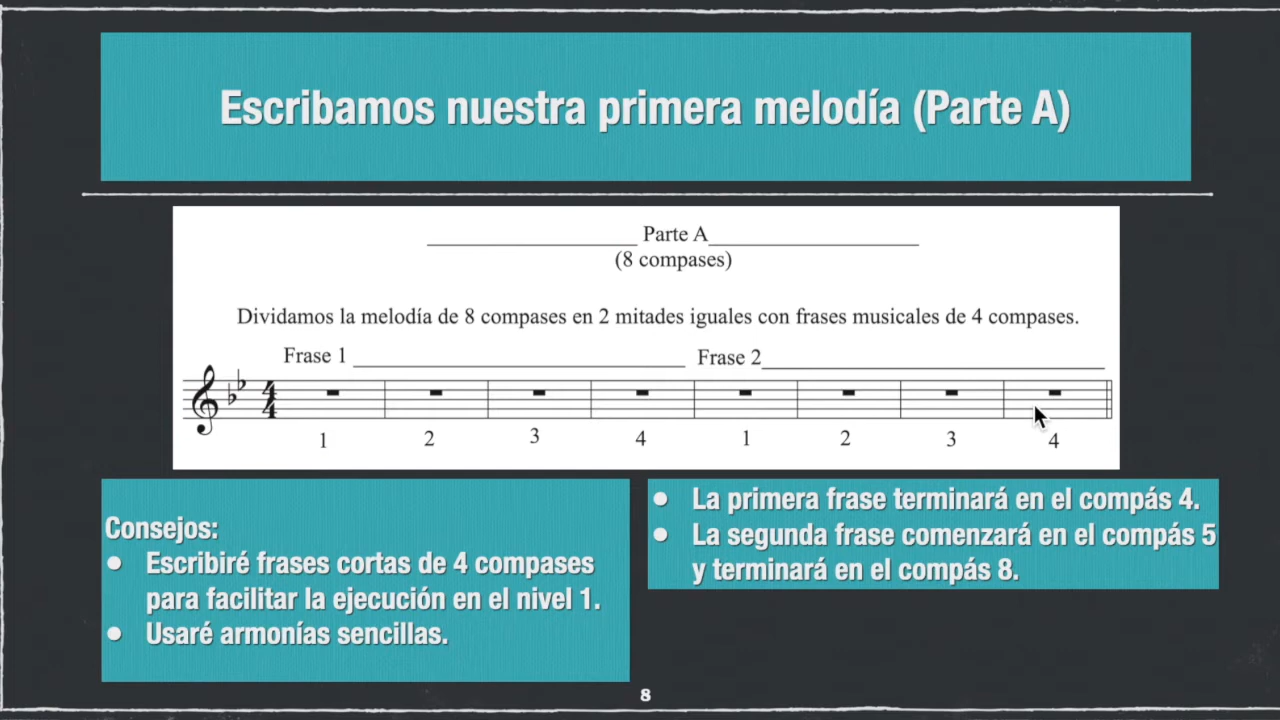 Escribamos nuestra primera melodía (Parte A)
Parte A
(8 compases)
Dividamos la melodía de 8 compases en 2 mitades iguales con frases musicales de 4 compases.
Frase 1 Frase 2
4
4
1 2 3 4 1 2 3 4
Consejos:
● Escribiré frases cortas de 4 compases
para facilitar la ejecución en el nivel 1.
● Usaré armonías sencillas.
● La primera frase terminará en el compás 4.
● La segunda frase comenzará en el compás 5
y terminará en el compás 8.
8